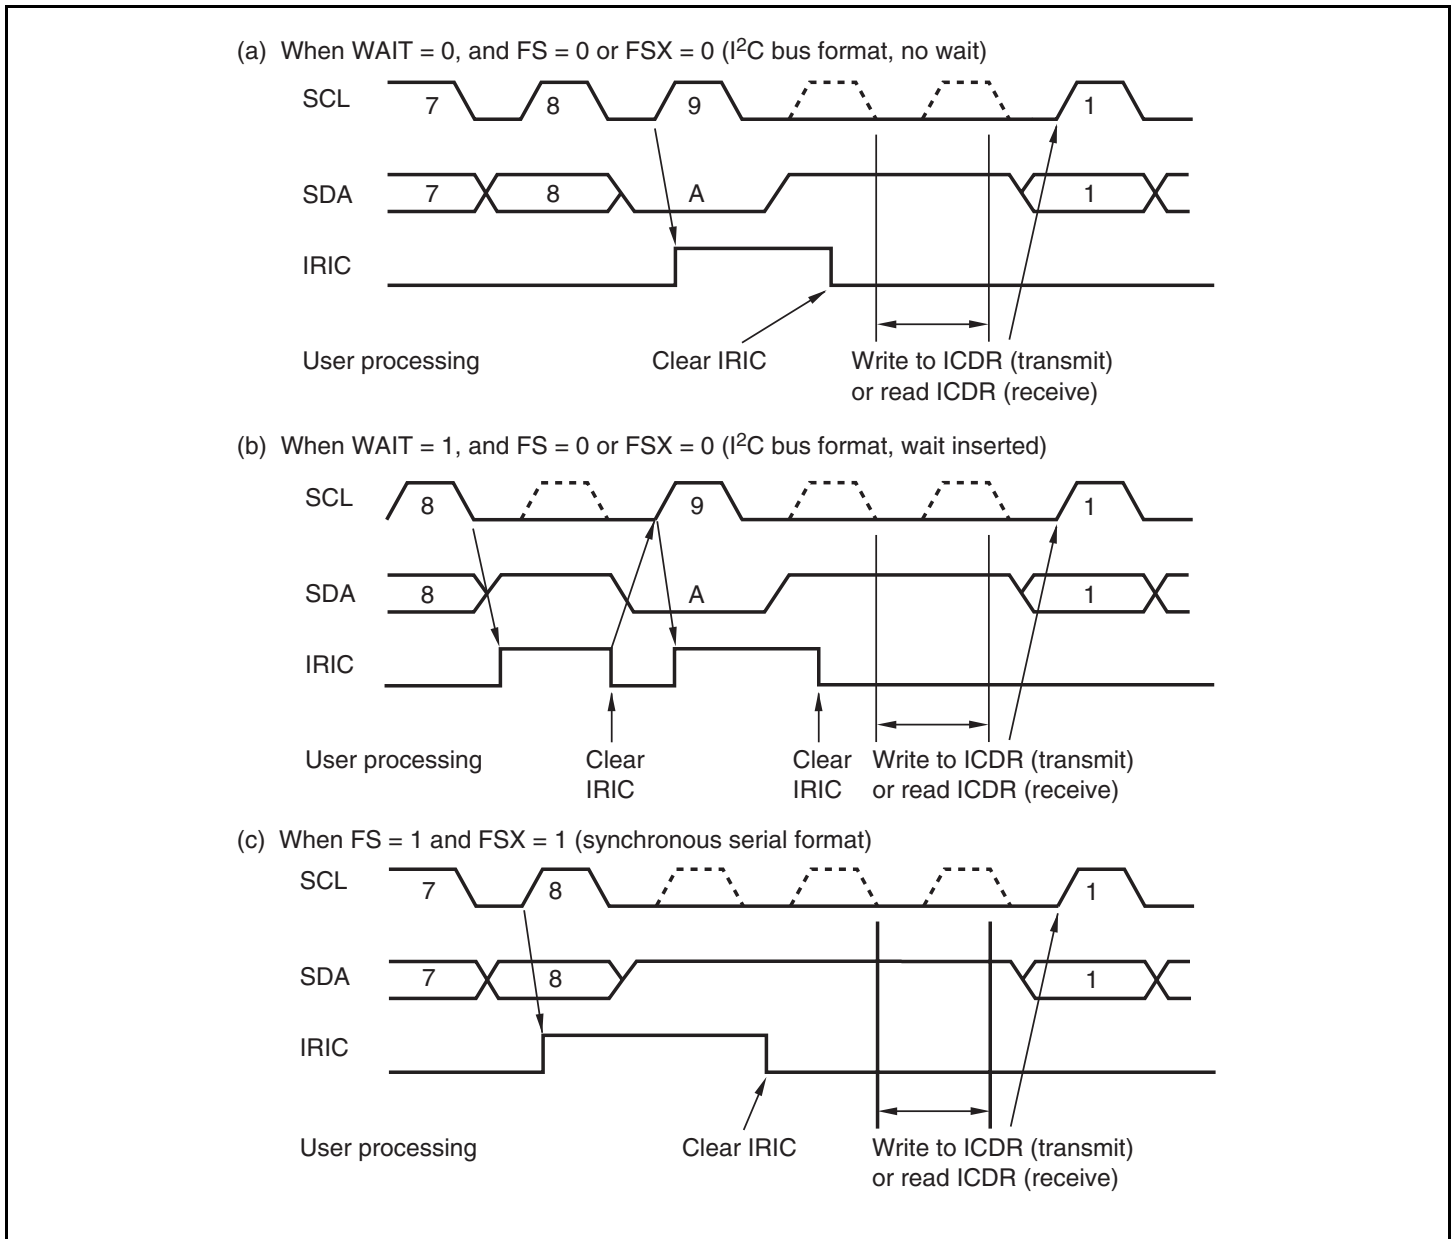 (a) When WAIT = 0, and FS = 0 or FSX = 0 (I²C bus format, no wait)
SCL 7 8 9 1
SDA 7 8 A 1
IRIC
User processing Clear IRIC Write to ICDR (transmit)
or read ICDR (receive)
(b) When WAIT = 1, and FS = 0 or FSX = 0 (I²C bus format, wait inserted)
SCL 8 9 1
SDA 8 A 1
IRIC
User processing Clear Clear Write to ICDR (transmit)
IRIC IRIC or read ICDR (receive)
(c) When FS = 1 and FSX = 1 (synchronous serial format)
SCL 7 8 1
SDA 7 8 1
IRIC
User processing Clear IRIC Write to ICDR (transmit)
or read ICDR (receive)